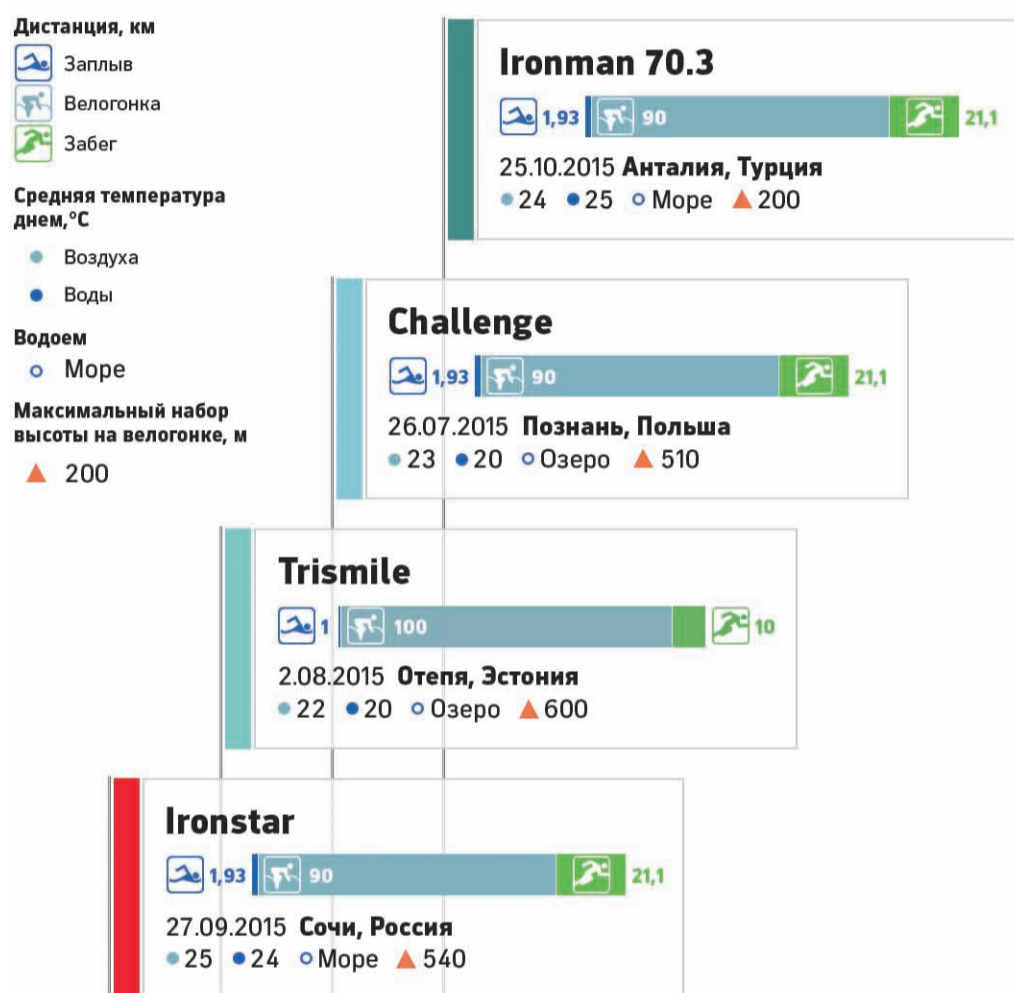 Дистанция, км
Заплыв
Велогонка
Забег
Средняя температура
днем,°C
Воздуха
Воды
Водоем
Море
Максимальный набор
высоты на велогонке, м
200
Ironman 70.3
1,93 90 21,1
25.10.2015 Анталия, Турция
24 25 Море 200
Challenge
1,93 90 21,1
26.07.2015 Познань, Польша
23 20 Озеро 510
Trismile
1 100 10
2.08.2015 Отепя, Эстония
22 20 Озеро 600
Ironstar
1,93 90 21,1
27.09.2015 Сочи, Россия
25 24 Море 540